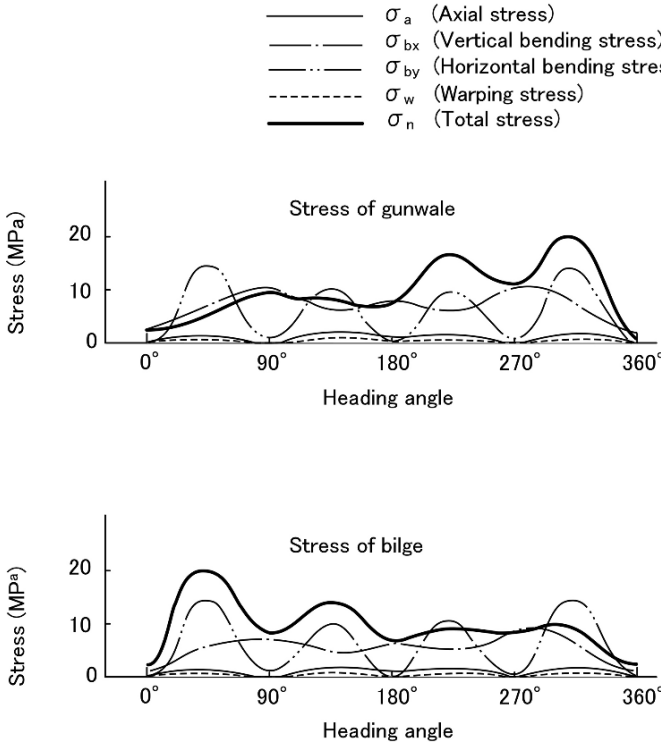 σa (Axial stress)
σbx (Vertical bending stress)
σby (Horizontal bending stre
σw (Warping stress)
σn (Total stress)
Stress of gunwale
Stress (MPa)
20
10
0
0° 90° 180° 270° 360°
Heading angle
Stress of bilge
Stress (MPa)
20
10
0
0° 90° 180° 270° 360°
Heading angle